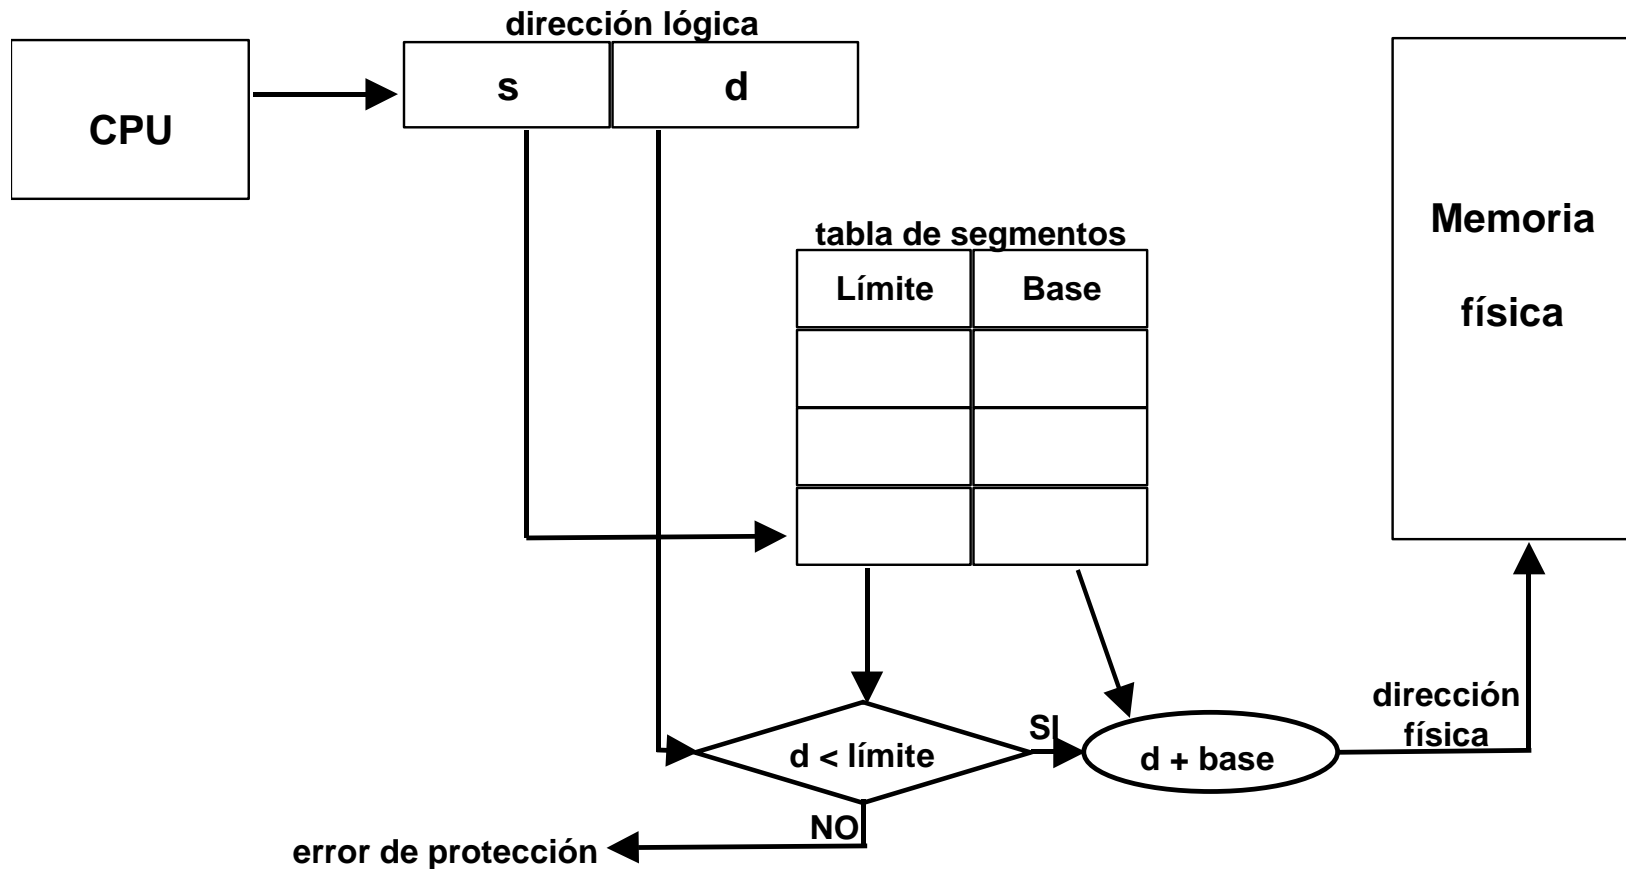 dirección lógica
CPU
s
d
tabla de segmentos
Límite
Base
Memoria
física
d < límite
SI
d + base
dirección
física
NO
error de protección